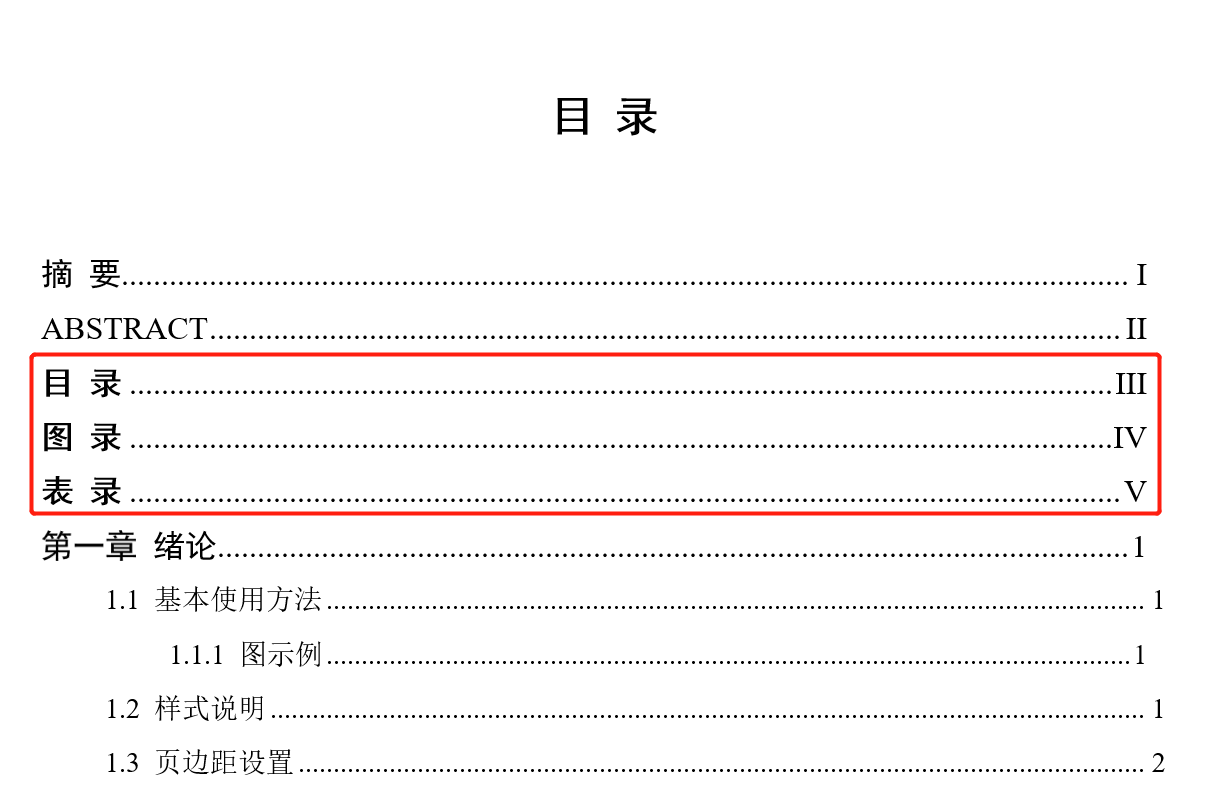 目 录
摘 要........................................................................ I
ABSTRACT........................................................................ II
目 录 ........................................................................III
图 录 ........................................................................IV
表 录 ........................................................................ V
第一章 绪论........................................................................ 1
1.1 基本使用方法........................................................................ 1
1.1.1 图示例........................................................................ 1
1.2 样式说明........................................................................ 1
1.3 页边距设置........................................................................ 2